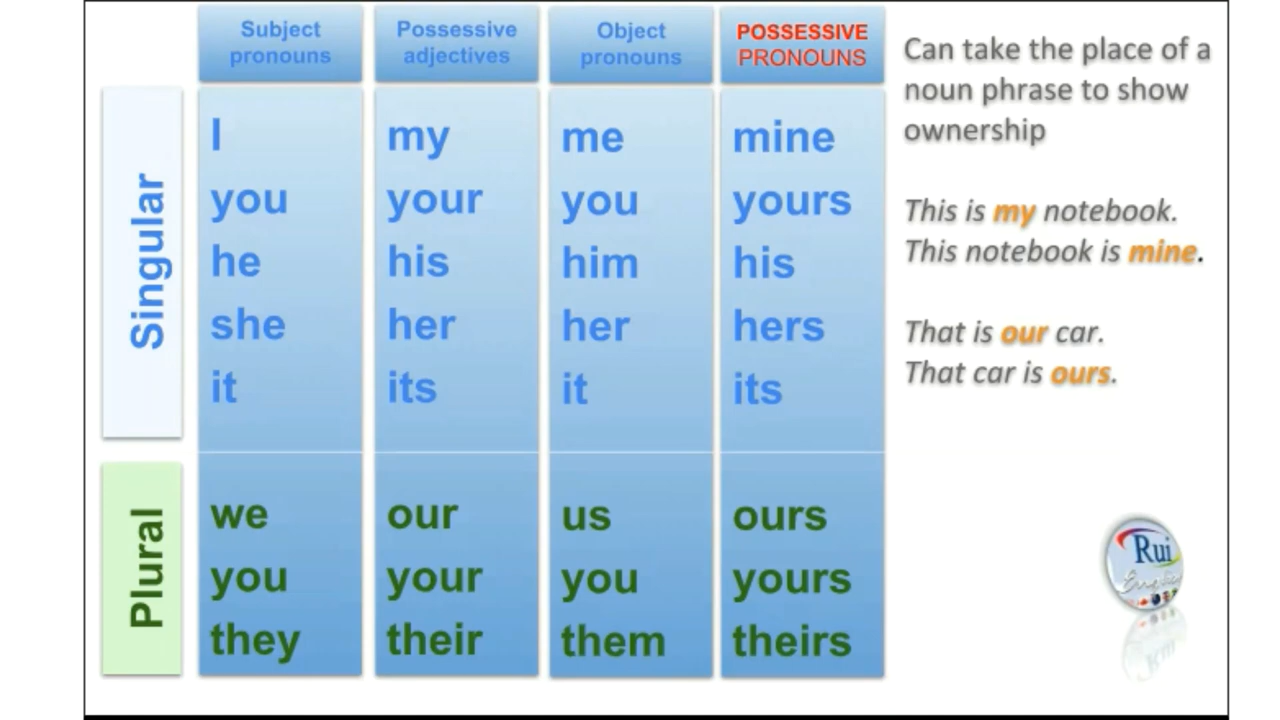 Subject pronouns
Possessive adjectives
Object pronouns
POSSESSIVE PRONOUNS
Can take the place of a
noun phrase to show
ownership
This is my notebook.
This notebook is mine.
That is our car.
That car is ours.
Singular
I my me mine
you your you yours
he his him his
she her her hers
it its it its
Plural
we our us ours
you your you yours
they their them theirs
Rui
English